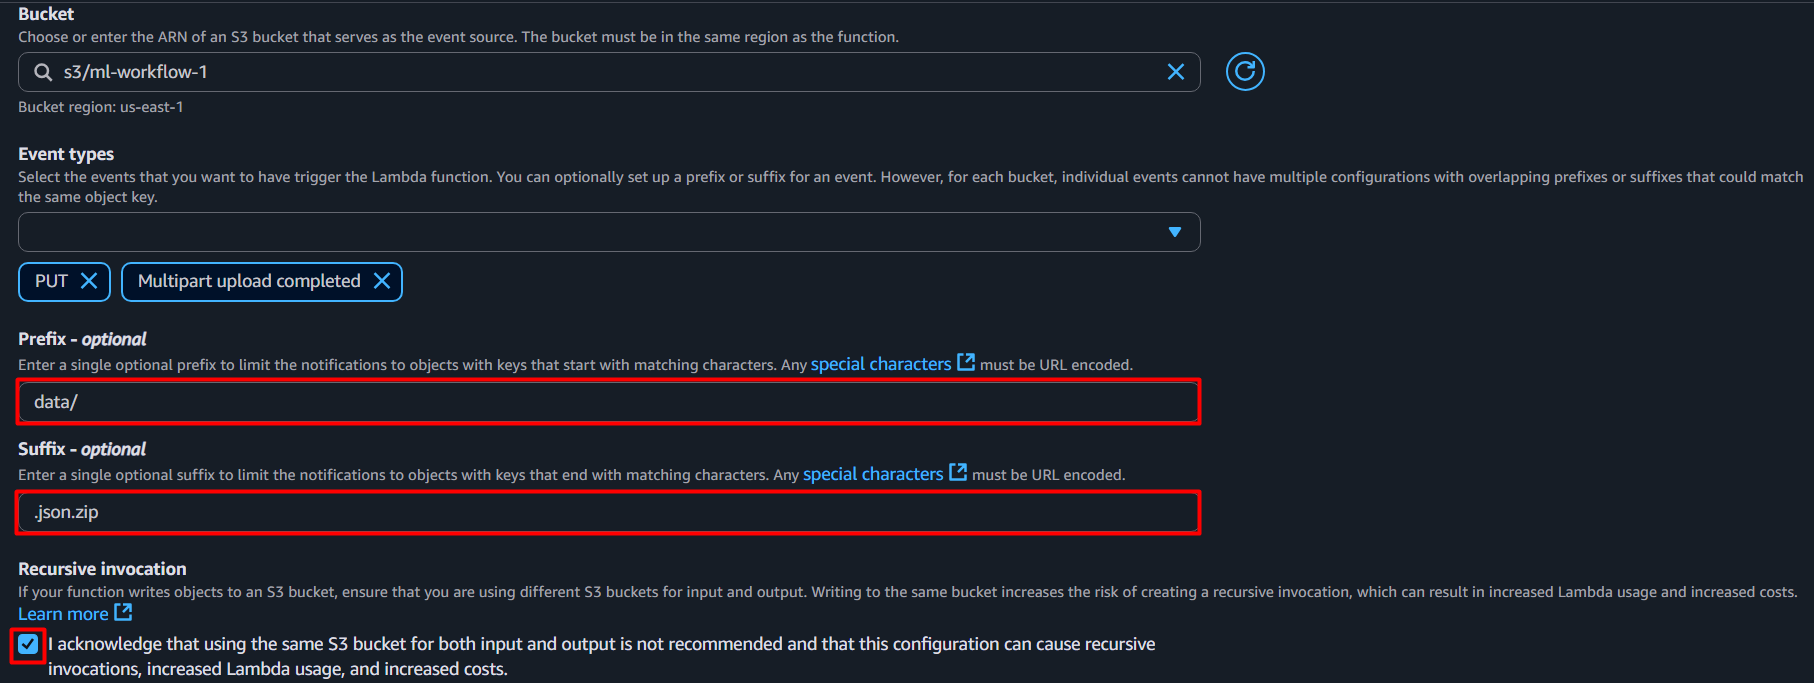 Bucket
Choose or enter the ARN of an S3 bucket that serves as the event source. The bucket must be in the same region as the function.
s3/ml-workflow-1
Bucket region: us-east-1
Event types
Select the events that you want to have trigger the Lambda function. You can optionally set up a prefix or suffix for an event. However, for each bucket, individual events cannot have multiple configurations with overlapping prefixes or suffixes that could match
the same object key.
PUT Multipart upload completed
Prefix - optional
Enter a single optional prefix to limit the notifications to objects with keys that start with matching characters. Any special characters must be URL encoded.
data/
Suffix - optional
Enter a single optional suffix to limit the notifications to objects with keys that end with matching characters. Any special characters must be URL encoded.
.json.zip
Recursive invocation
If your function writes objects to an S3 bucket, ensure that you are using different S3 buckets for input and output. Writing to the same bucket increases the risk of creating a recursive invocation, which can result in increased Lambda usage and increased costs.
Learn more
I acknowledge that using the same S3 bucket for both input and output is not recommended and that this configuration can cause recursive
invocations, increased Lambda usage, and increased costs.